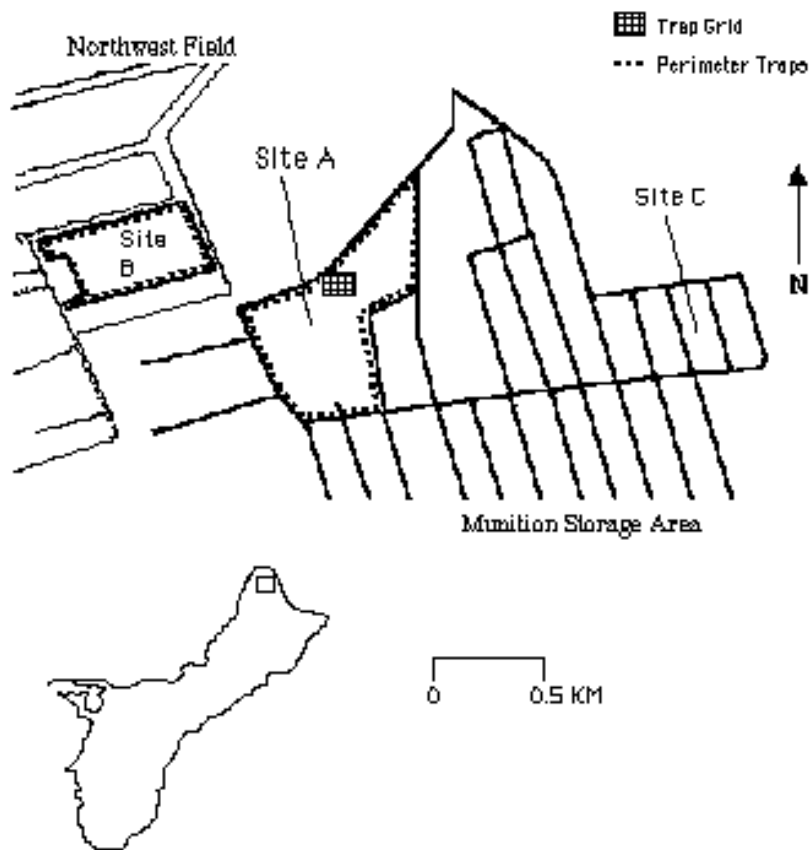 Northwest Field
Trap Grid
Perimeter Traps
Site A
Site C
Site
B
N
Munition Storage Area
0 0.5 KM